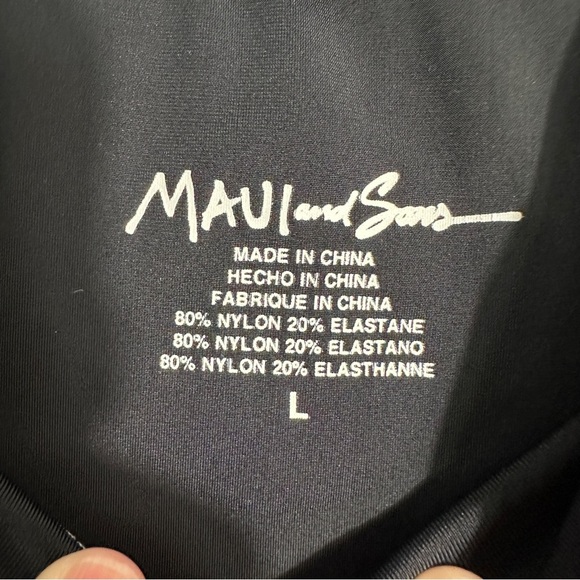 MAUI and Sons
MADE IN CHINA
HECHO IN CHINA
FABRIQUE IN CHINA
80% NYLON 20% ELASTANE
80% NYLON 20% ELASTANO
80% NYLON 20% ELASTHANNE
L